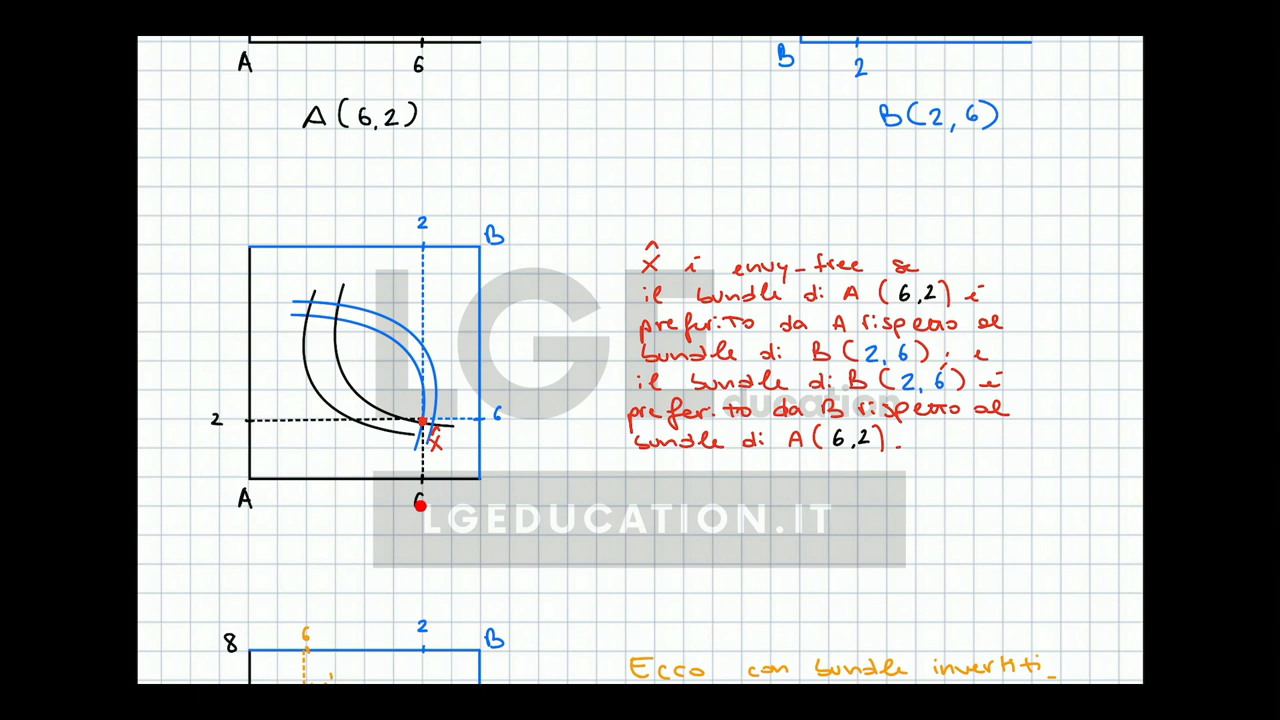 A
6
B
2
A(6,2)
B(2,6)
2
B
2
6
x̂
A
6
x̂ è envy-free se
il bundle di A (6,2) è
preferito da A rispetto al
bundle di B(2,6); e
il bundle di B(2,6) è
preferito da B rispetto al
bundle di A(6,2).
LGE
education
LGEDUCATION.IT
8
6
2
B
Ecco con bundle invertiti